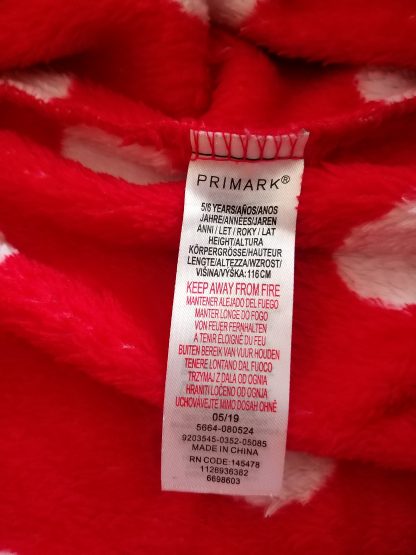 PRIMARK®
5/6 YEARS/AÑOS/ANOS
JAHRE/ANNÉES/JAREN
ANNI / LET / ROKY / LAT
HEIGHT/ALTURA
KÖRPERGRÖSSE/HAUTEUR
LENGTE/ALTEZZA/WZROST/
VIŠINA/VÝŠKA: 116 CM
KEEP AWAY FROM FIRE
MANTENER ALEJADO DEL FUEGO
MANTER LONGE DO FOGO
VON FEUER FERNHALTEN
A TENIR ÉLOIGNÉ DU FEU
BUITEN BEREIK VAN VUUR HOUDEN
TENERE LONTANO DAL FUOCO
TRZYMAJ Z DALA OD OGNIA
HRANITI LOČENO OD OGNJA
UCHOVÁVEJTE MIMO DOSAH OHNĚ
05/19
5664-080524
9203545-0352-05085
MADE IN CHINA
RN CODE: 145478
1126936382
6698603